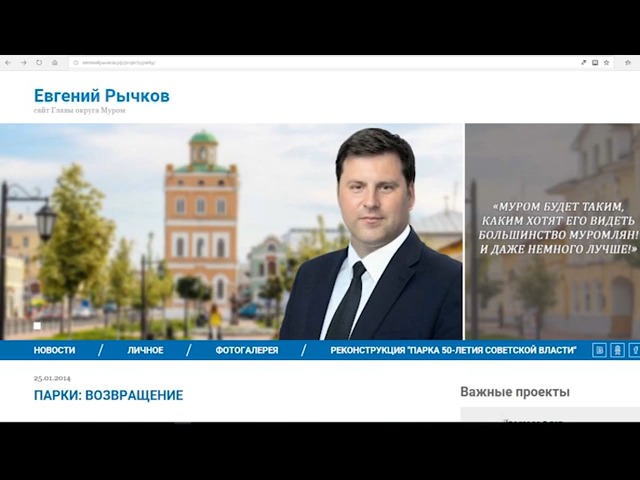 Евгений Рычков
сайт Главы округа Муром
«МУРОМ БУДЕТ ТАКИМ,
КАКИМ ХОТЯТ ЕГО ВИДЕТЬ
БОЛЬШИНСТВО МУРОМЛЯН!
И ДАЖЕ НЕМНОГО ЛУЧШЕ!»
НОВОСТИ / ЛИЧНОЕ / ФОТОГАЛЕРЕЯ / РЕКОНСТРУКЦИЯ "ПАРКА 50-ЛЕТИЯ СОВЕТСКОЙ ВЛАСТИ"
25.01.2014
ПАРКИ: ВОЗВРАЩЕНИЕ
Важные проекты